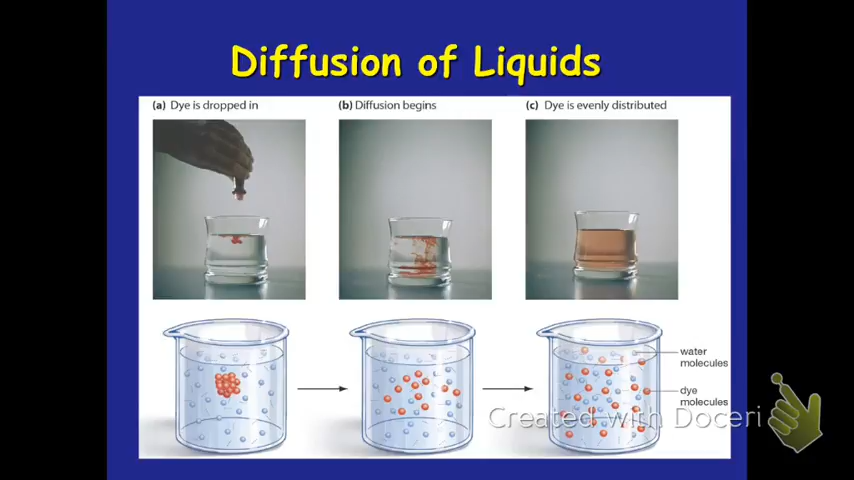 Diffusion of Liquids
(a) Dye is dropped in
(b) Diffusion begins
(c) Dye is evenly distributed
water
molecules
dye
molecules
Created with Doceri